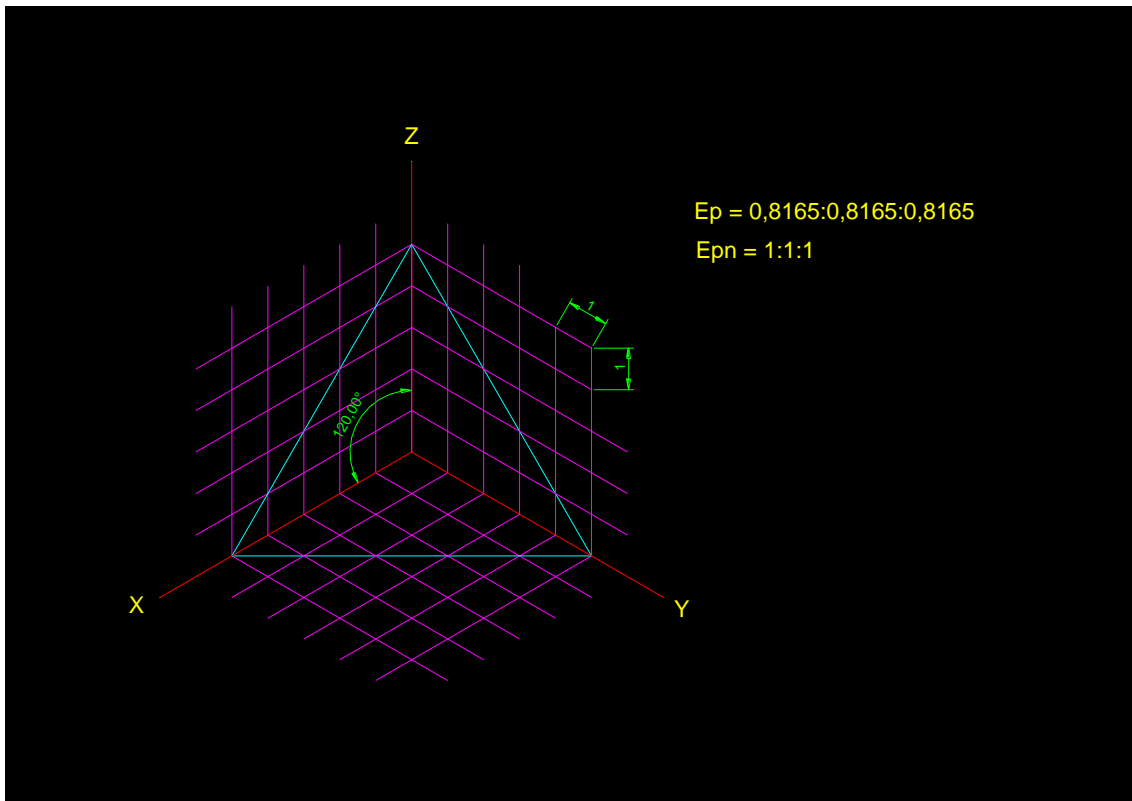 Z
Ep = 0,8165:0,8165:0,8165
Epn = 1:1:1
1
1
120,00°
X
Y